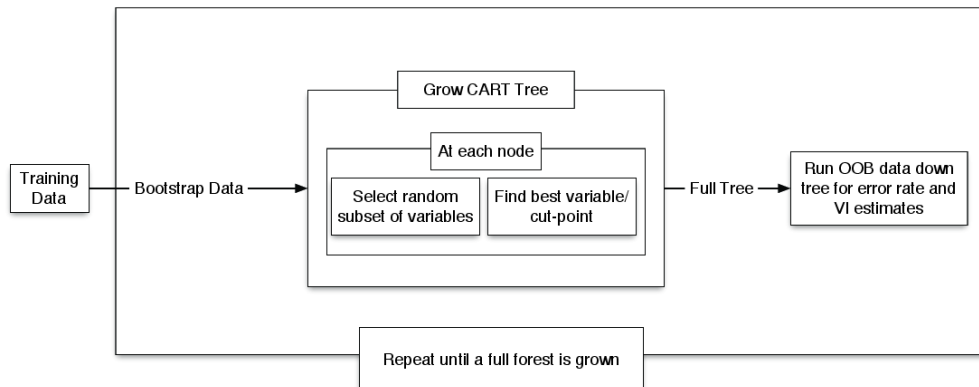 Grow CART Tree
At each node
Training
Data
Bootstrap Data
Select random
subset of variables
Find best variable/
cut-point
Full Tree
Run OOB data down
tree for error rate and
VI estimates
Repeat until a full forest is grown